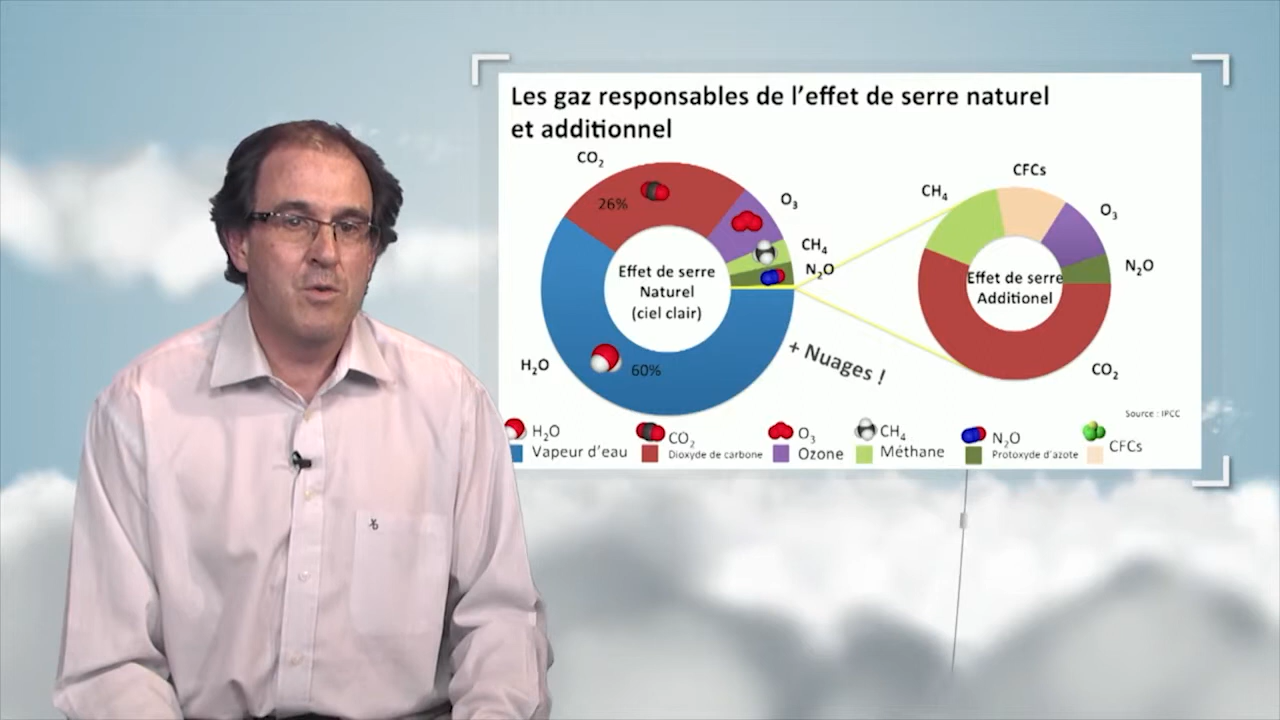 Les gaz responsables de l'effet de serre naturel
et additionnel
CO₂
26%
O₃
CH₄
N₂O
Effet de serre
Naturel
(ciel clair)
H₂O
60%
+ Nuages !
CFCs
CH₄
O₃
N₂O
Effet de serre
Additionel
CO₂
Source : IPCC
H₂O
Vapeur d'eau
CO₂
Dioxyde de carbone
O₃
Ozone
CH₄
Méthane
N₂O
Protoxyde d'azote
CFCs